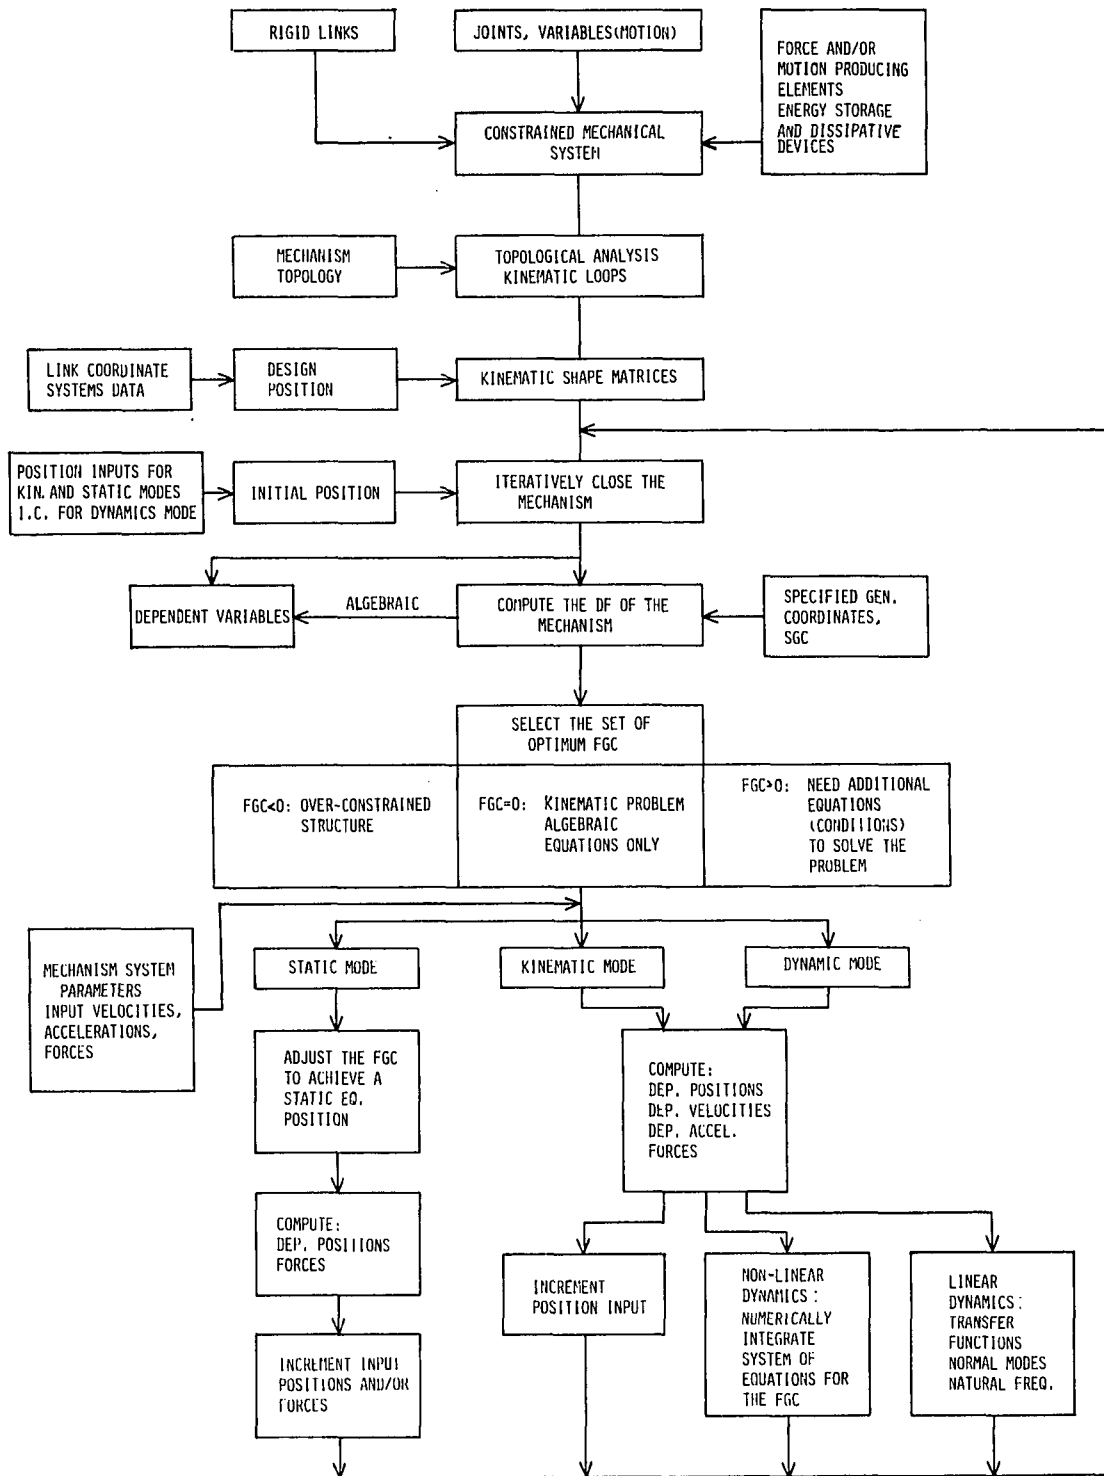 RIGID LINKS
JOINTS, VARIABLES(MOTION)
FORCE AND/OR
MOTION PRODUCING
ELEMENTS
ENERGY STORAGE
AND DISSIPATIVE
DEVICES
CONSTRAINED MECHANICAL
SYSTEM
MECHANISM
TOPOLOGY
TOPOLOGICAL ANALYSIS
KINEMATIC LOOPS
LINK COORDINATE
SYSTEMS DATA
DESIGN
POSITION
KINEMATIC SHAPE MATRICES
POSITION INPUTS FOR
KIN. AND STATIC MODES
I.C. FOR DYNAMICS MODE
INITIAL POSITION
ITERATIVELY CLOSE THE
MECHANISM
DEPENDENT VARIABLES
ALGEBRAIC
COMPUTE THE DF OF THE
MECHANISM
SPECIFIED GEN.
COORDINATES,
SGC
SELECT THE SET OF
OPTIMUM FGC
FGC<0: OVER-CONSTRAINED
STRUCTURE
FGC=0: KINEMATIC PROBLEM
ALGEBRAIC
EQUATIONS ONLY
FGC>0: NEED ADDITIONAL
EQUATIONS
(CONDITIONS)
TO SOLVE THE
PROBLEM
MECHANISM SYSTEM
PARAMETERS
INPUT VELOCITIES,
ACCELERATIONS,
FORCES
STATIC MODE
KINEMATIC MODE
DYNAMIC MODE
ADJUST THE FGC
TO ACHIEVE A
STATIC EQ.
POSITION
COMPUTE:
DEP. POSITIONS
DEP. VELOCITIES
DEP. ACCEL.
FORCES
COMPUTE:
DEP. POSITIONS
FORCES
INCREMENT
POSITION INPUT
NON-LINEAR
DYNAMICS:
NUMERICALLY
INTEGRATE
SYSTEM OF
EQUATIONS FOR
THE FGC
LINEAR
DYNAMICS:
TRANSFER
FUNCTIONS
NORMAL MODES
NATURAL FREQ.
INCREMENT INPUT
POSITIONS AND/OR
FORCES